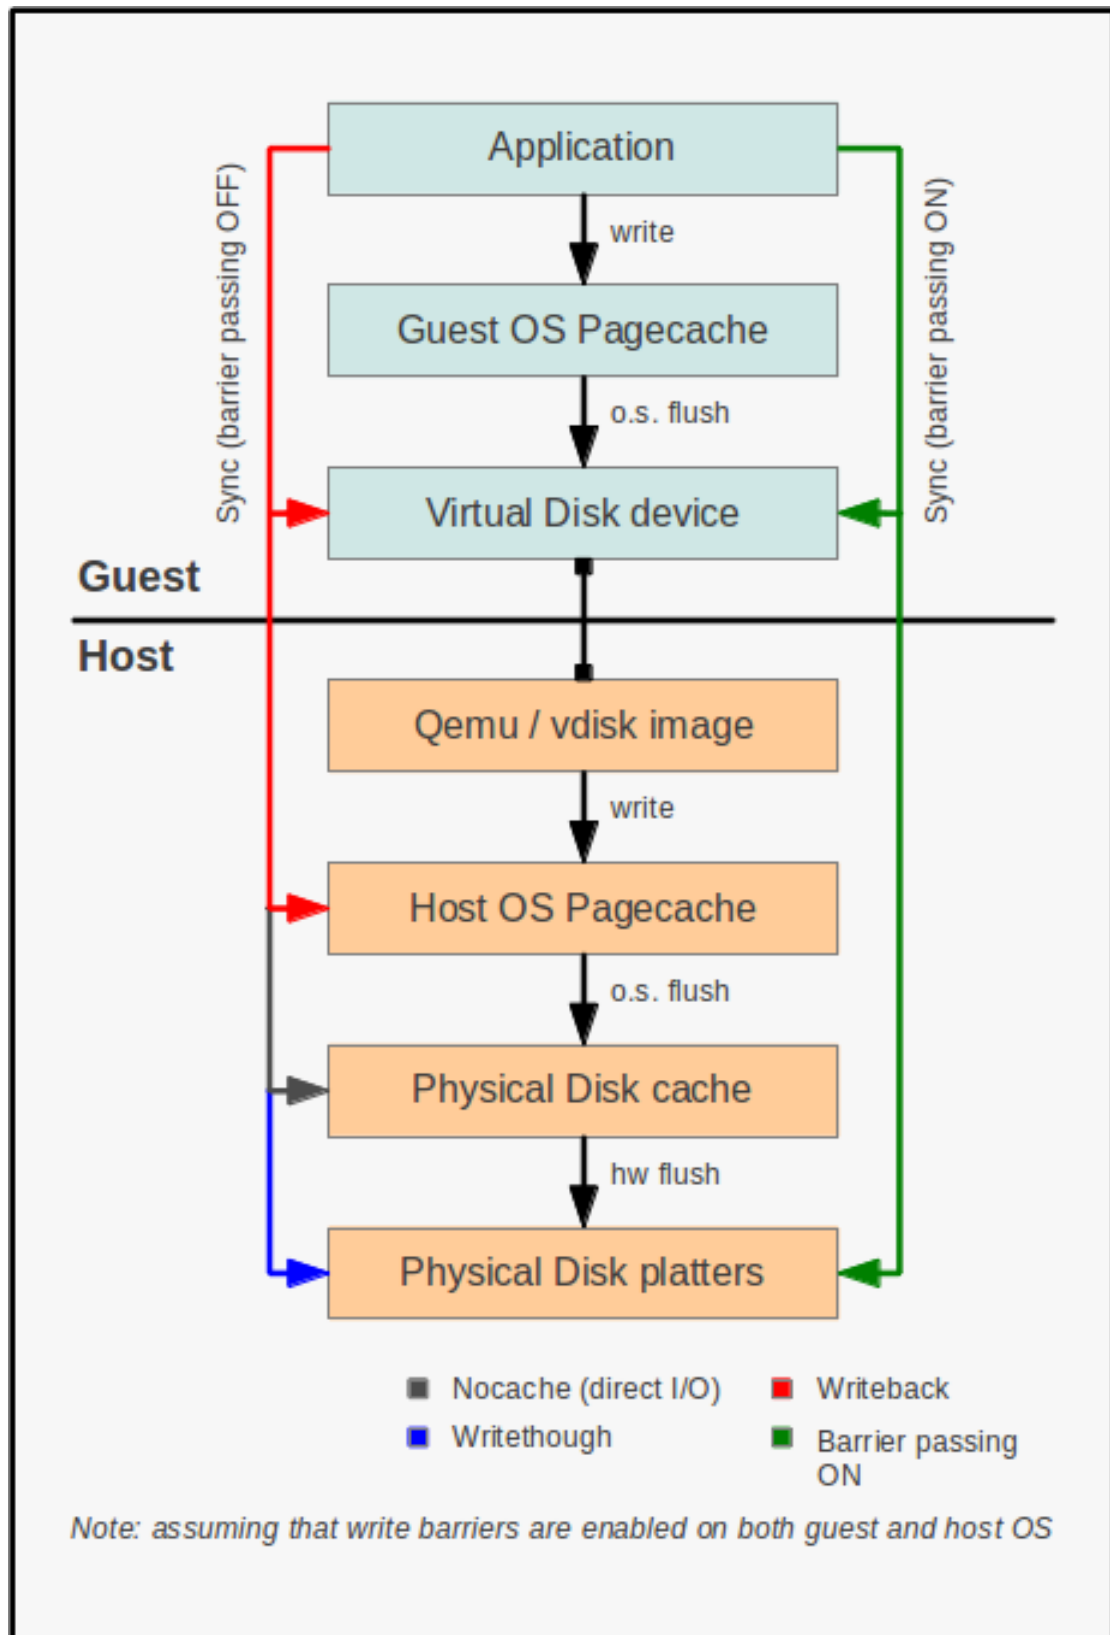 Application
Sync (barrier passing OFF)
Sync (barrier passing ON)
write
Guest OS Pagecache
o.s. flush
Virtual Disk device
Guest
Host
Qemu / vdisk image
write
Host OS Pagecache
o.s. flush
Physical Disk cache
hw flush
Physical Disk platters
Nocache (direct I/O)
Writeback
Writethough
Barrier passing
ON
Note: assuming that write barriers are enabled on both guest and host OS